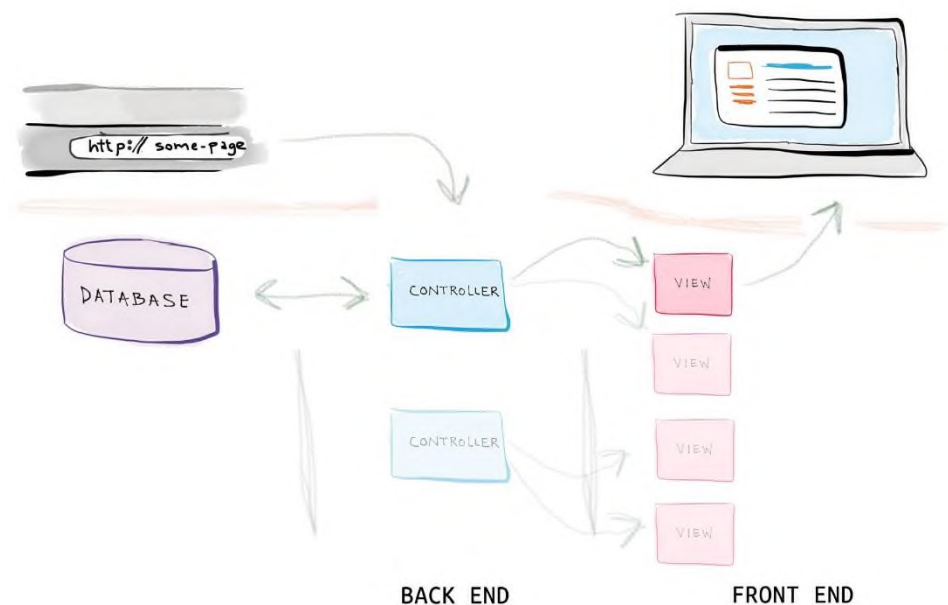 http:// some-page
DATABASE
CONTROLLER
VIEW
VIEW
CONTROLLER
VIEW
VIEW
BACK END
FRONT END